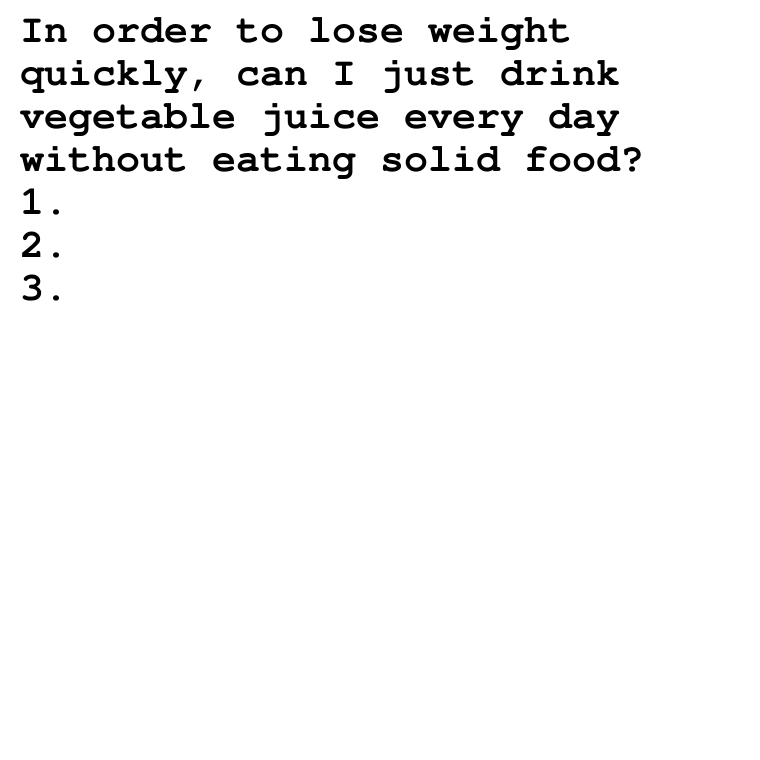 In order to lose weight
quickly, can I just drink
vegetable juice every day
without eating solid food?
1.
2.
3.